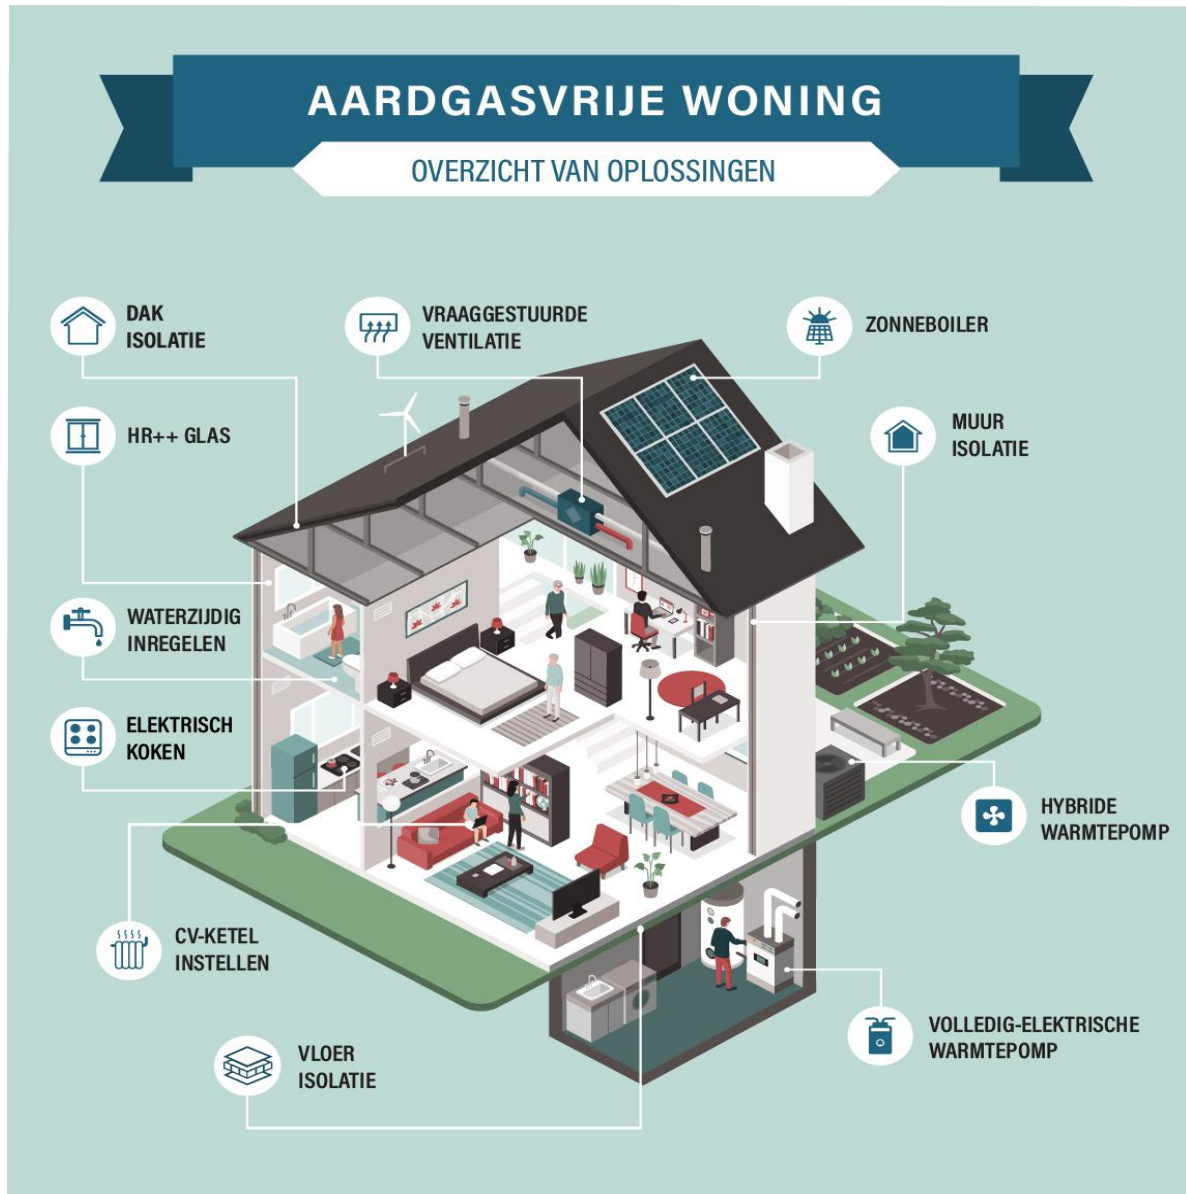 AARDGASVRIJE WONING
OVERZICHT VAN OPLOSSINGEN
DAK
ISOLATIE
VRAAGGESTUURDE
VENTILATIE
ZONNEBOILER
HR++ GLAS
MUUR
ISOLATIE
WATERZIJDIG
INREGELEN
ELEKTRISCH
KOKEN
HYBRIDE
WARMTEPOMP
CV-KETEL
INSTELLEN
VOLLEDIG-ELEKTRISCHE
WARMTEPOMP
VLOER
ISOLATIE